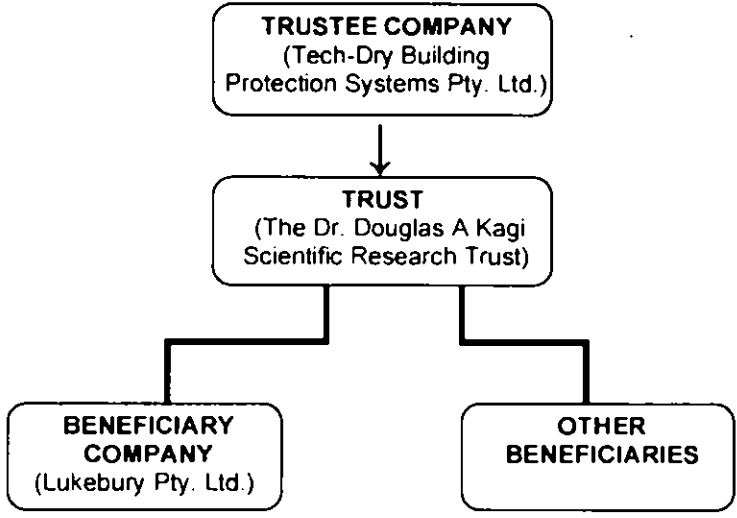 TRUSTEE COMPANY
(Tech-Dry Building
Protection Systems Pty. Ltd.)
TRUST
(The Dr. Douglas A Kagi
Scientific Research Trust)
BENEFICIARY
COMPANY
(Lukebury Pty. Ltd.)
OTHER
BENEFICIARIES